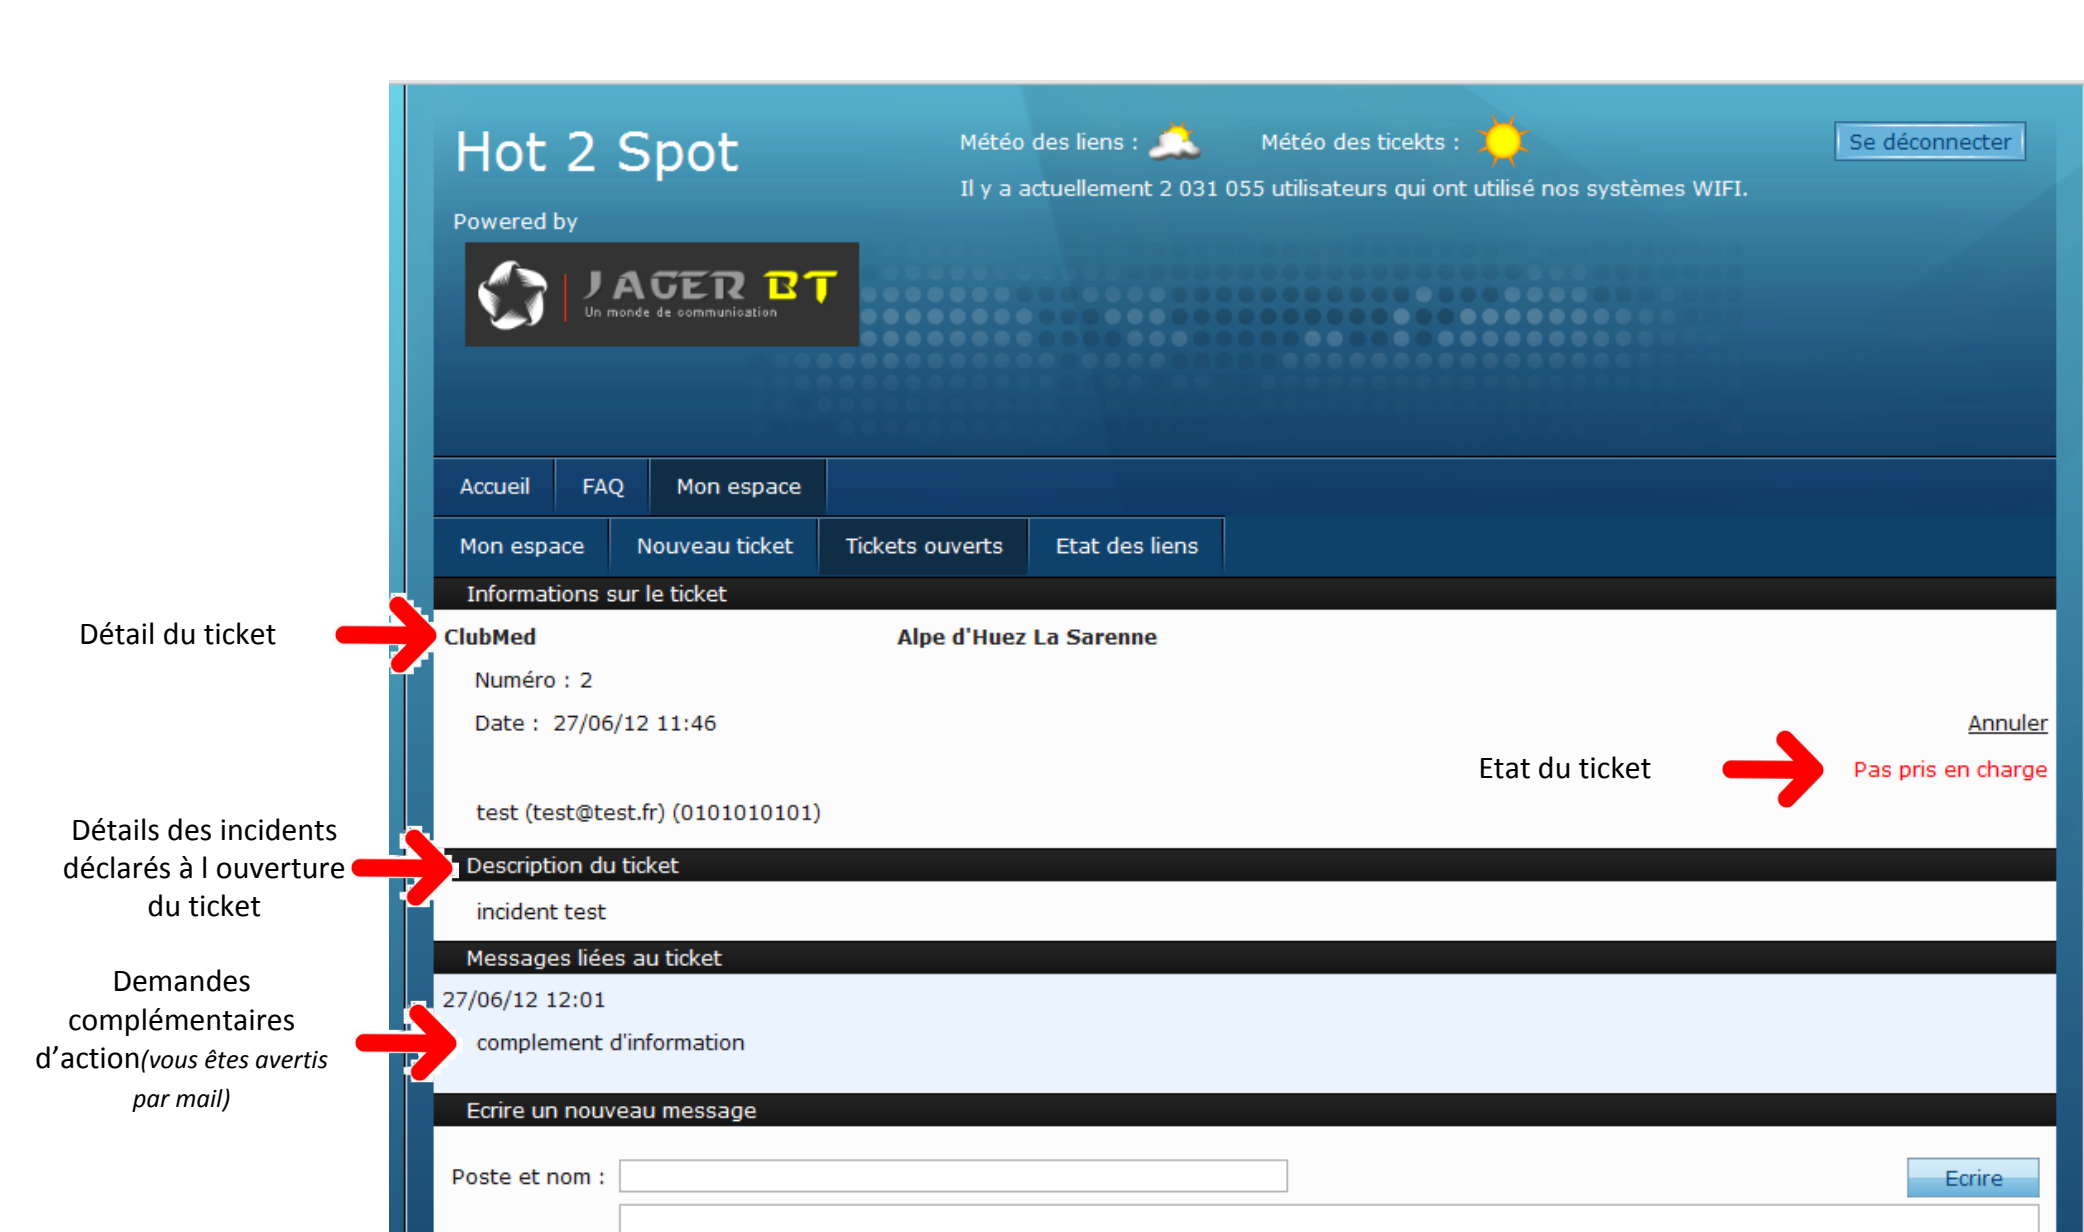 Hot 2 Spot
Météo des liens :
Météo des ticekts :
Se déconnecter
Il y a actuellement 2 031 055 utilisateurs qui ont utilisé nos systèmes WIFI.
Powered by
JAGER BT
Un monde de communication
Accueil FAQ Mon espace
Mon espace Nouveau ticket Tickets ouverts Etat des liens
Informations sur le ticket
Détail du ticket
ClubMed Alpe d'Huez La Sarenne
Numéro : 2
Date : 27/06/12 11:46
Annuler
Etat du ticket
Pas pris en charge
test (test@test.fr) (0101010101)
Détails des incidents
déclarés à l ouverture
du ticket
Description du ticket
incident test
Messages liées au ticket
Demandes
complémentaires
d’action(vous êtes avertis
par mail)
27/06/12 12:01
complement d'information
Ecrire un nouveau message
Poste et nom :
Ecrire